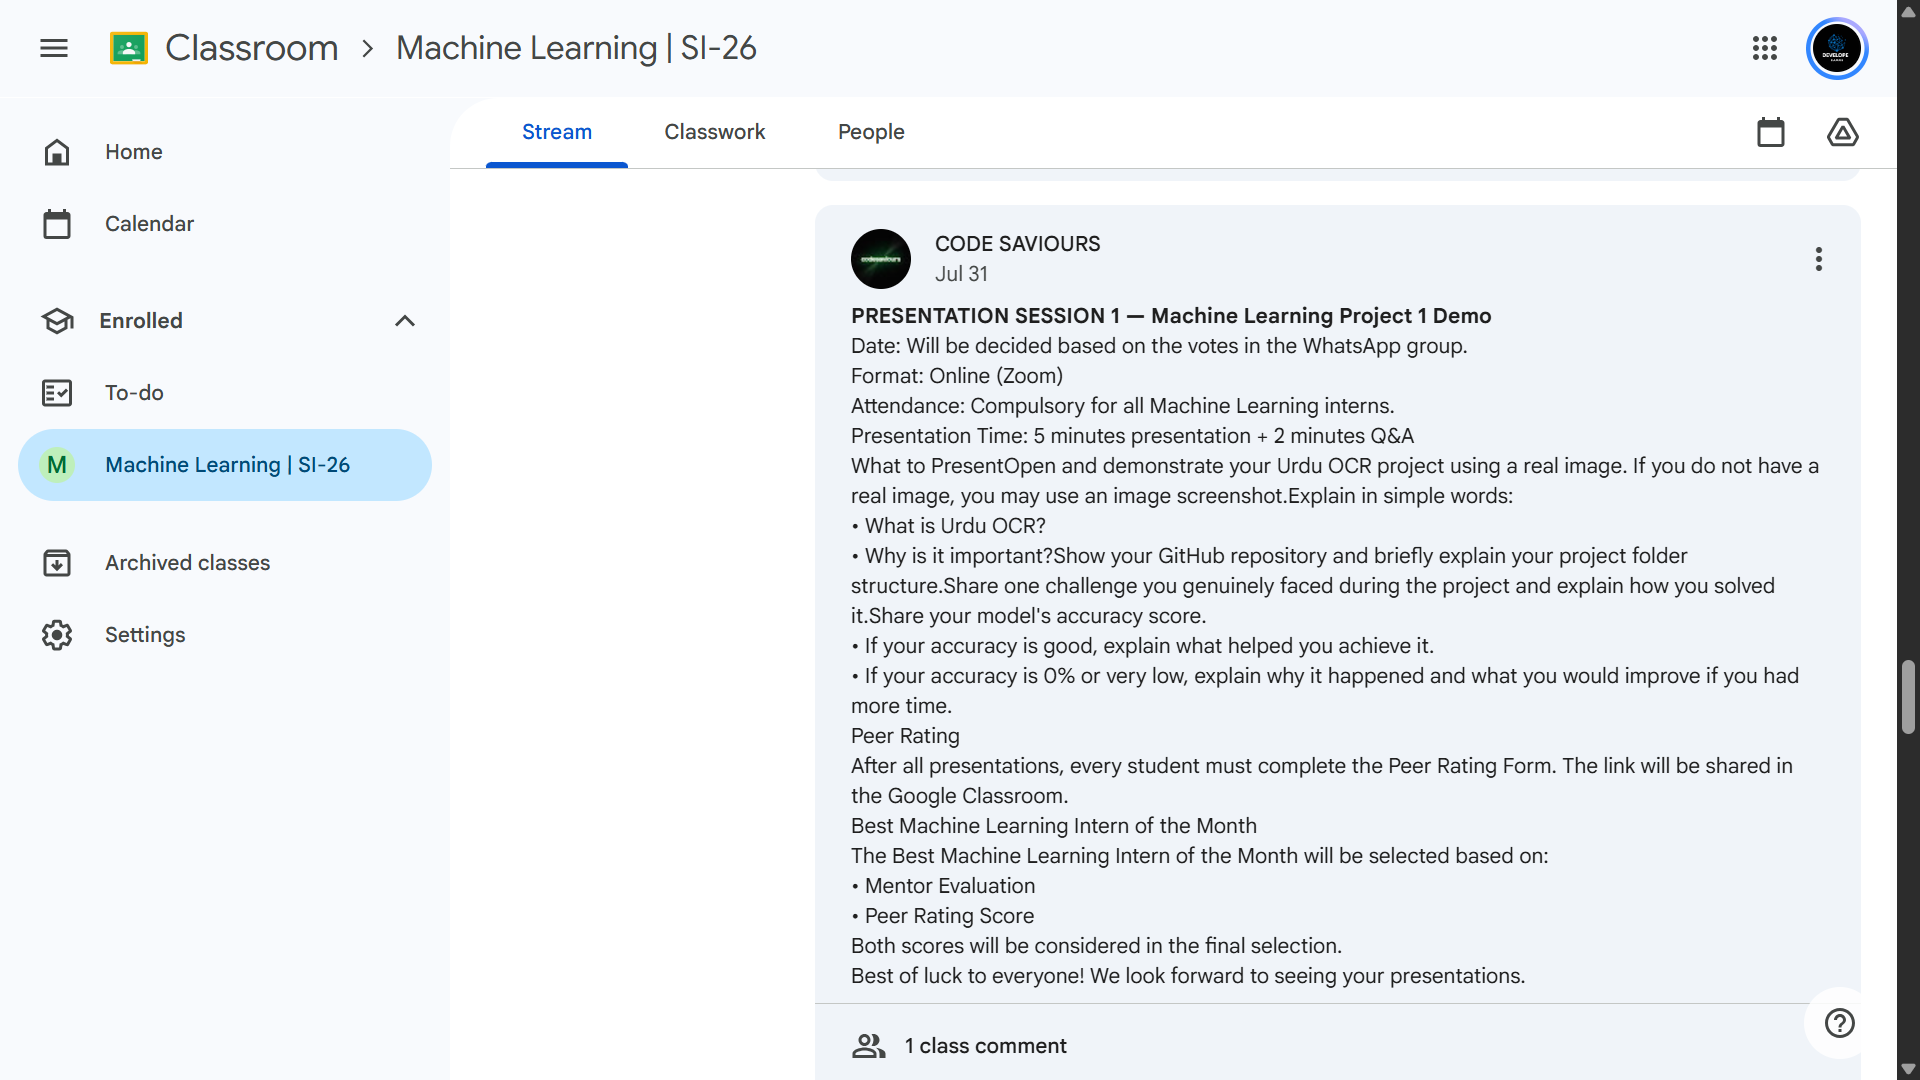 Classroom > Machine Learning | SI-26
DEVELOPE
Home
Calendar
Enrolled
To-do
M Machine Learning | SI-26
Archived classes
Settings
Stream Classwork People
codesaviours
CODE SAVIOURS
Jul 31
PRESENTATION SESSION 1 — Machine Learning Project 1 Demo
Date: Will be decided based on the votes in the WhatsApp group.
Format: Online (Zoom)
Attendance: Compulsory for all Machine Learning interns.
Presentation Time: 5 minutes presentation + 2 minutes Q&A
What to PresentOpen and demonstrate your Urdu OCR project using a real image. If you do not have a
real image, you may use an image screenshot.Explain in simple words:
• What is Urdu OCR?
• Why is it important?Show your GitHub repository and briefly explain your project folder
structure.Share one challenge you genuinely faced during the project and explain how you solved
it.Share your model's accuracy score.
• If your accuracy is good, explain what helped you achieve it.
• If your accuracy is 0% or very low, explain why it happened and what you would improve if you had
more time.
Peer Rating
After all presentations, every student must complete the Peer Rating Form. The link will be shared in
the Google Classroom.
Best Machine Learning Intern of the Month
The Best Machine Learning Intern of the Month will be selected based on:
• Mentor Evaluation
• Peer Rating Score
Both scores will be considered in the final selection.
Best of luck to everyone! We look forward to seeing your presentations.
1 class comment